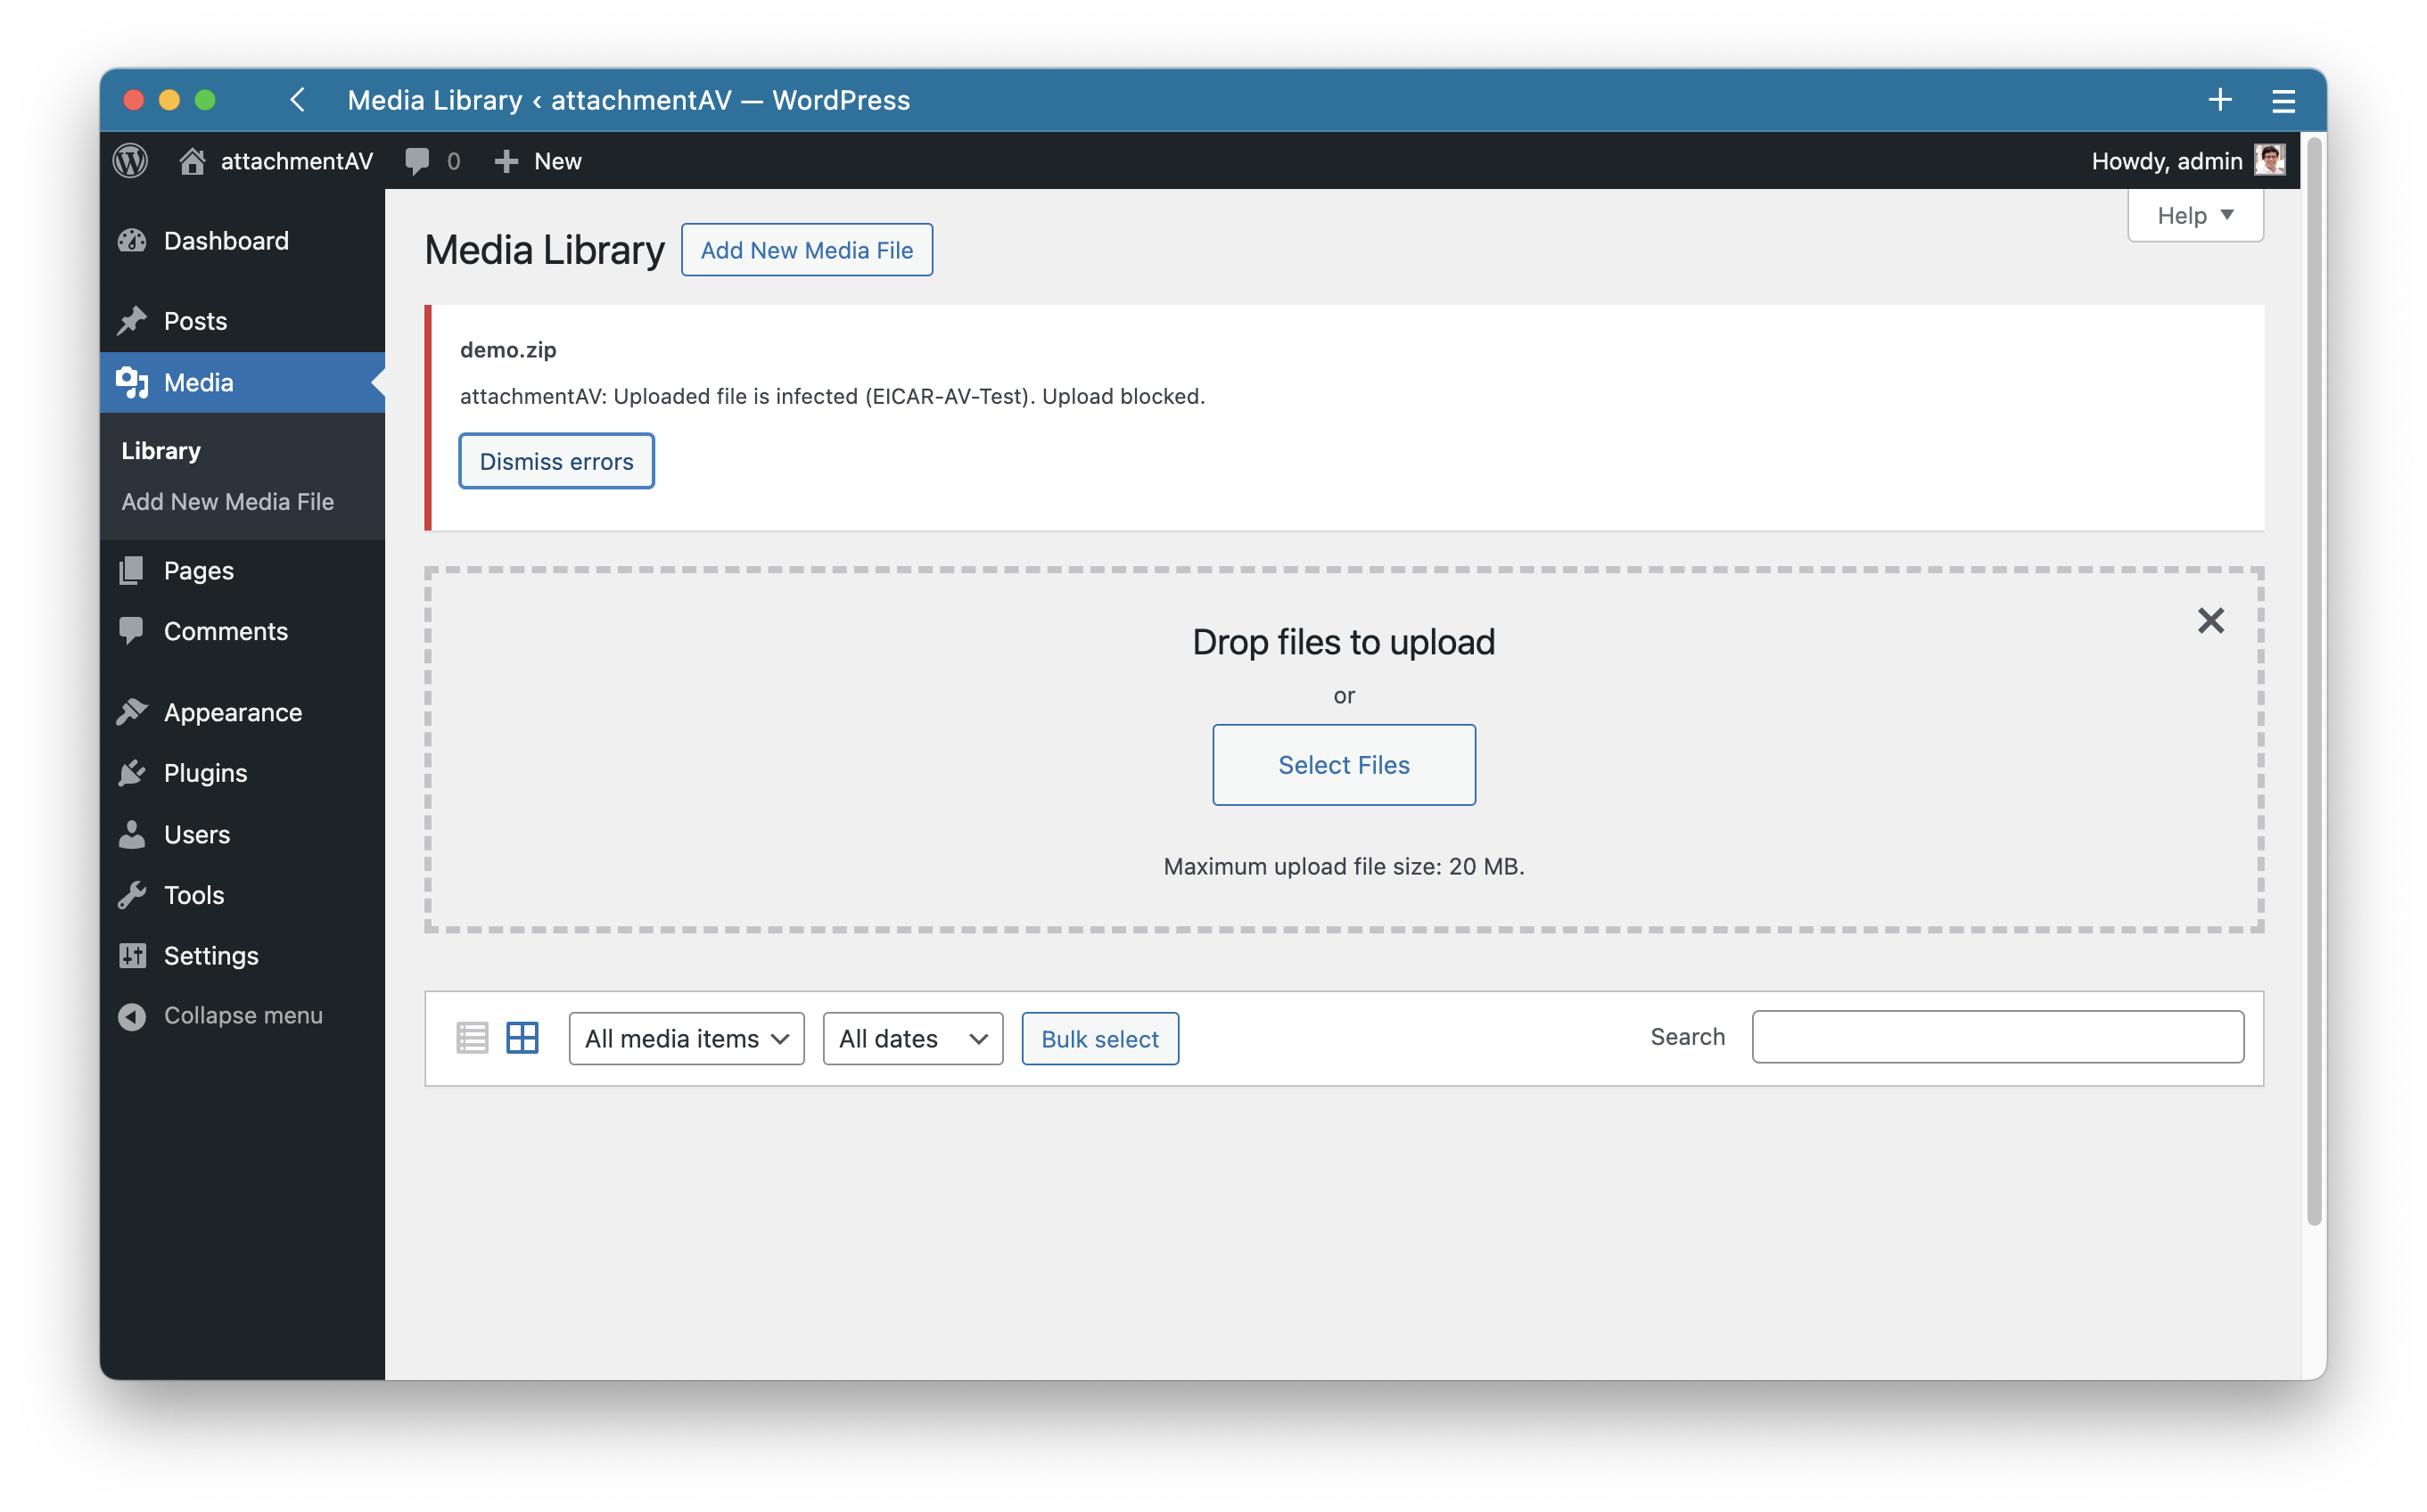 Media Library ‹ attachmentAV — WordPress
attachmentAV 0 New Howdy, admin
Help
Dashboard
Posts
Media
Library
Add New Media File
Pages
Comments
Appearance
Plugins
Users
Tools
Settings
Collapse menu
Media Library Add New Media File
demo.zip
attachmentAV: Uploaded file is infected (EICAR-AV-Test). Upload blocked.
Dismiss errors
Drop files to upload
or
Select Files
Maximum upload file size: 20 MB.
All media items All dates Bulk select Search